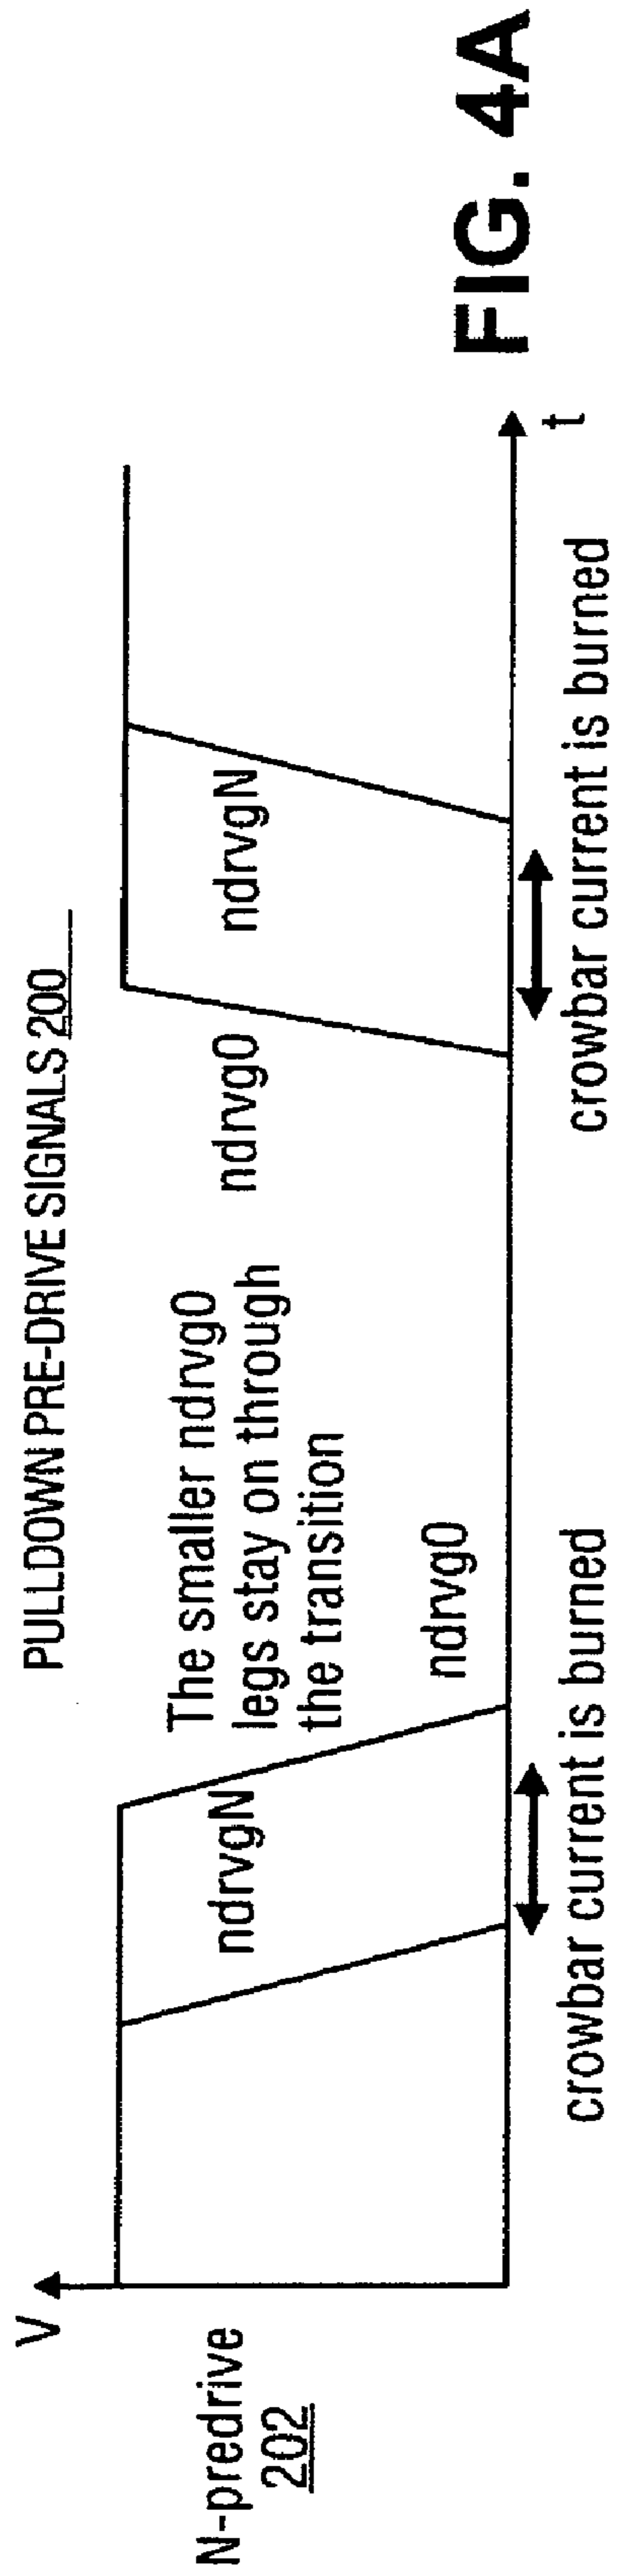 PULLDOWN PRE-DRIVE SIGNALS 200
V
N-predrive
202
ndrvgN
The smaller ndrvg0
legs stay on through
the transition
ndrvg0
ndrvg0
ndrvgN
t
crowbar current is burned
crowbar current is burned
FIG. 4A